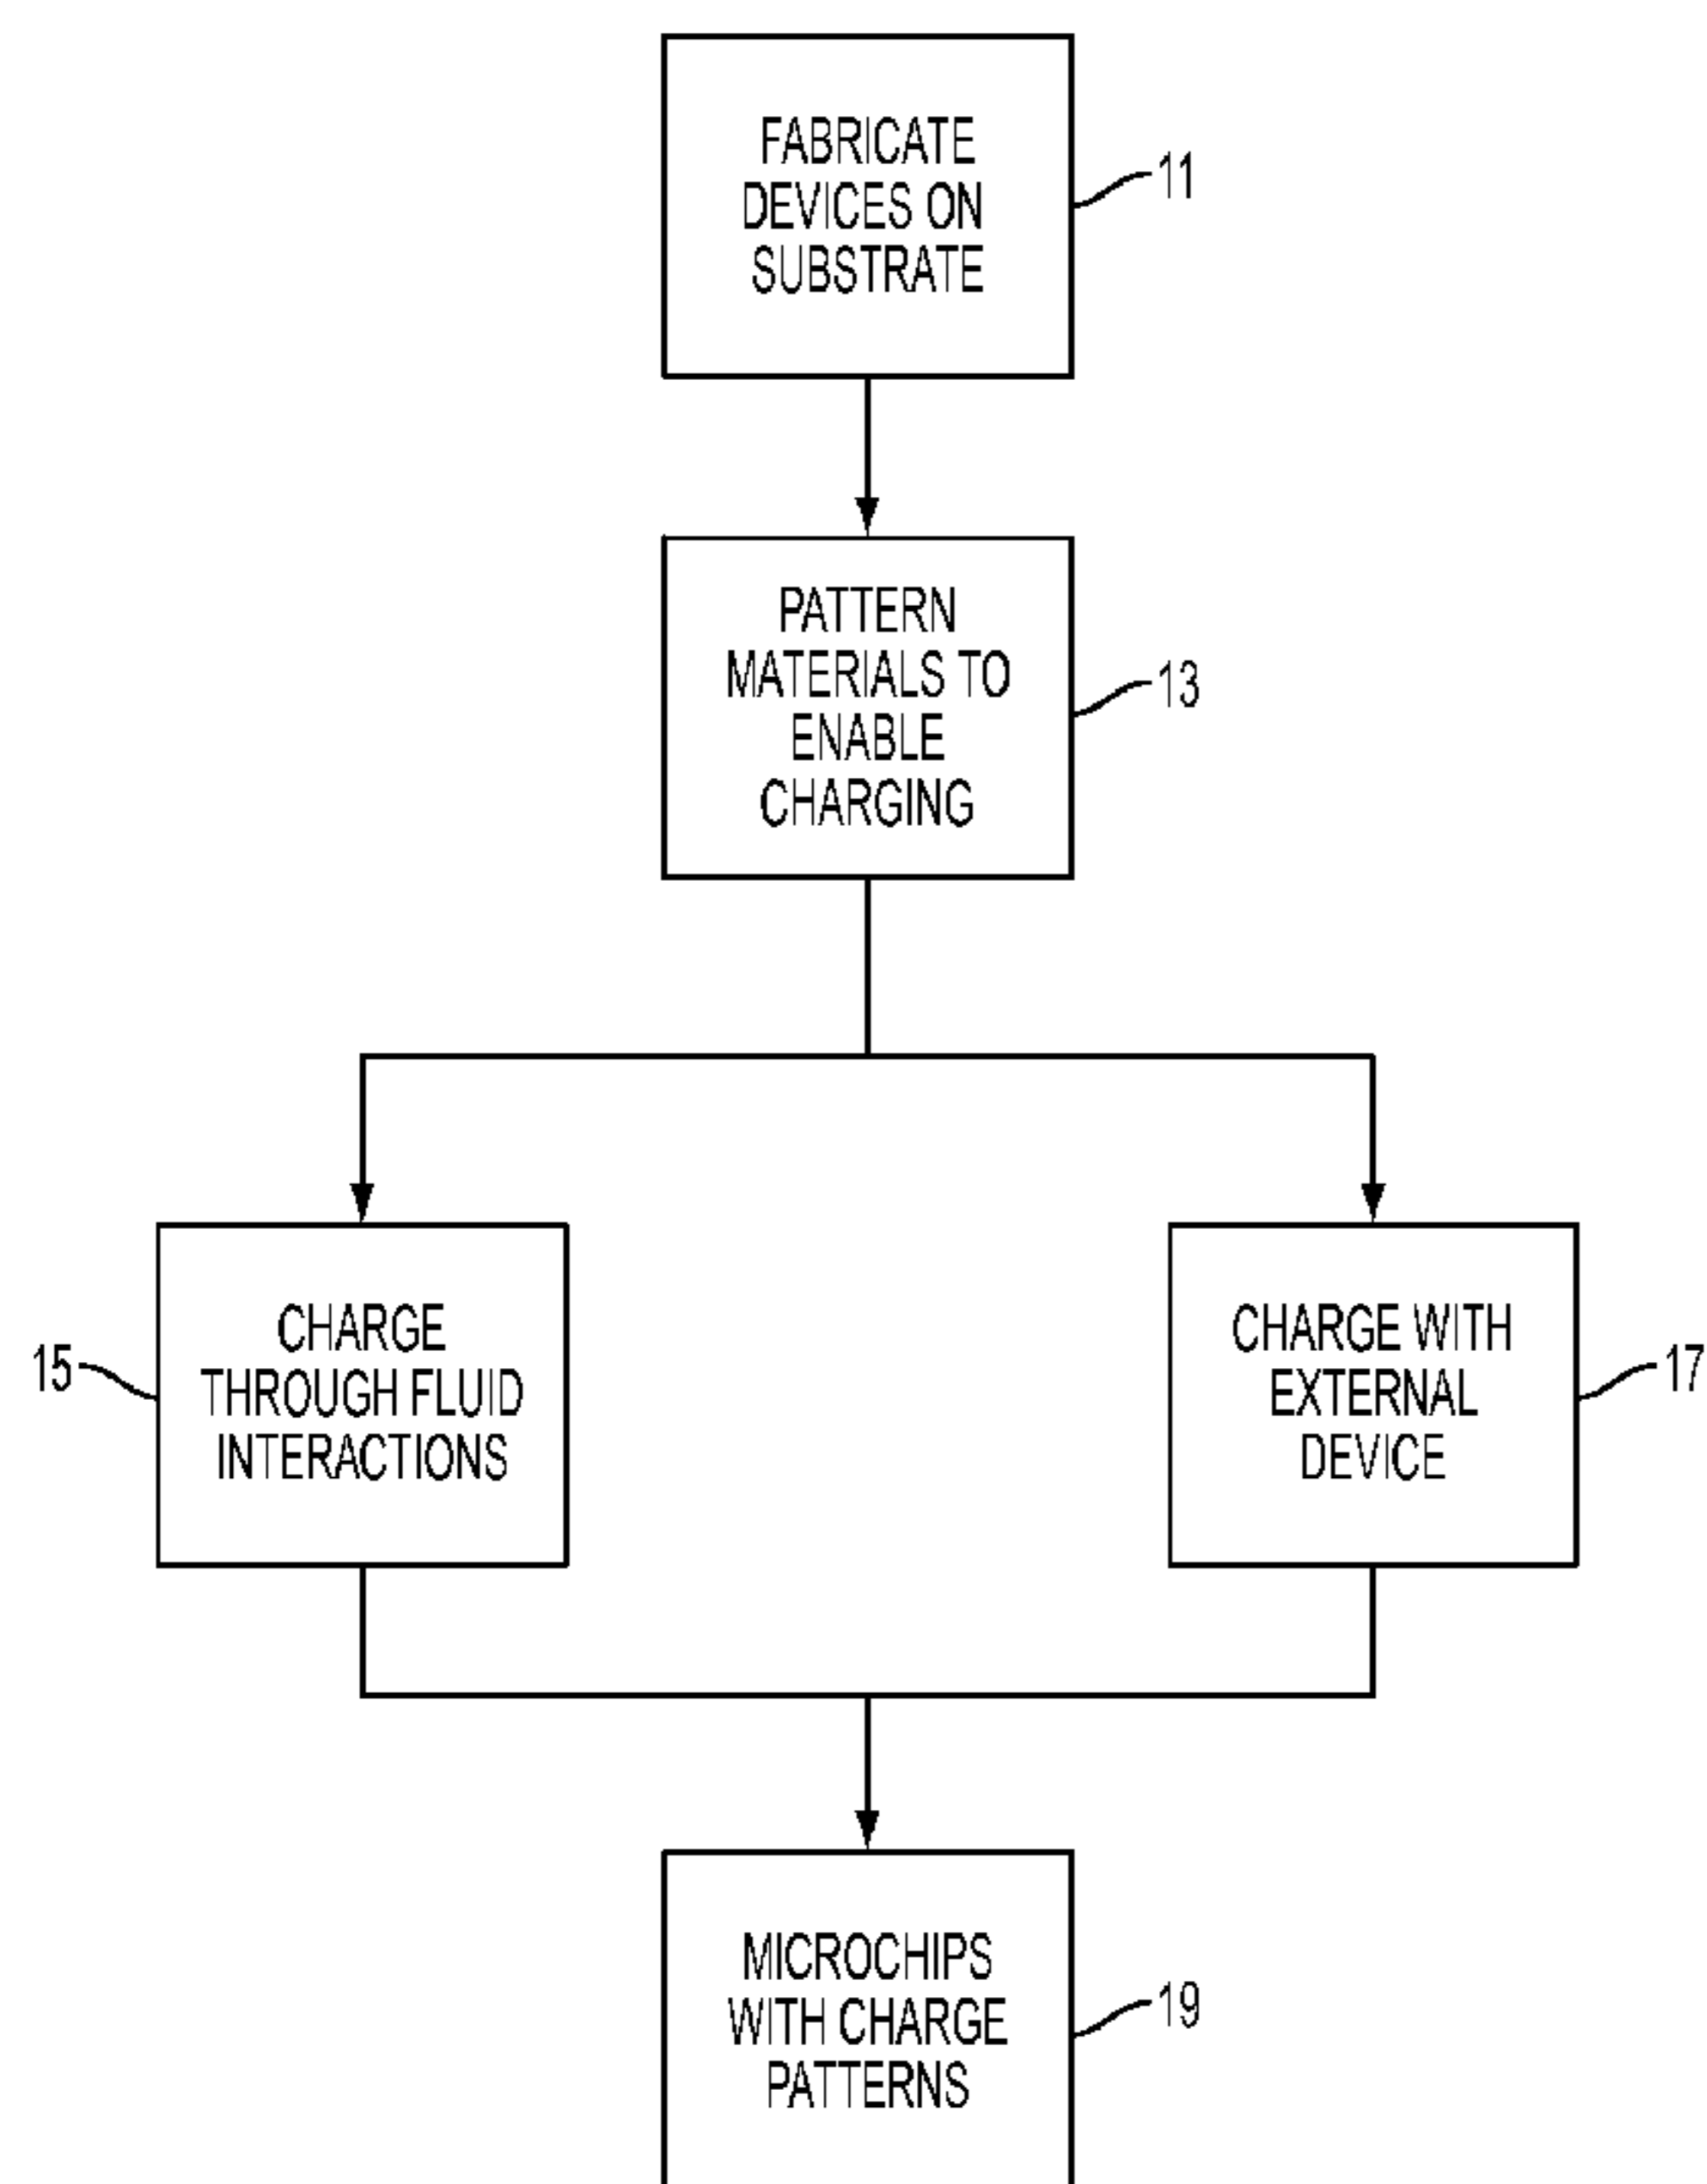 FABRICATE
DEVICES ON
SUBSTRATE
11
PATTERN
MATERIALS TO
ENABLE
CHARGING
13
CHARGE
THROUGH FLUID
INTERACTIONS
15
CHARGE WITH
EXTERNAL
DEVICE
17
MICROCHIPS
WITH CHARGE
PATTERNS
19